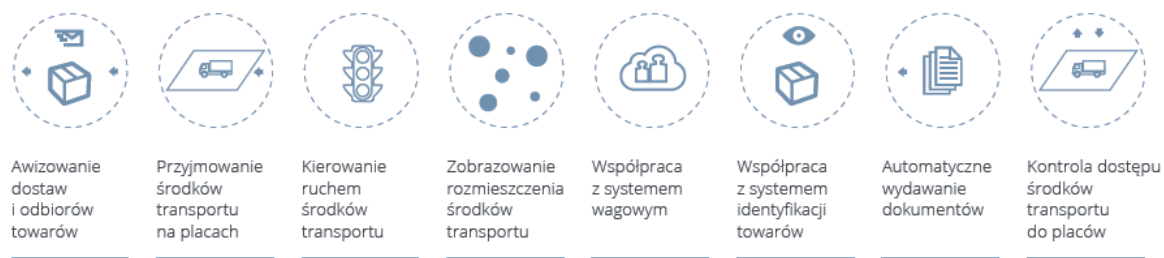 Awizowanie
dostaw
i odbiorów
towarów
Przyjmowanie
środków
transportu
na placach
Kierowanie
ruchem
środków
transportu
Zobrazowanie
rozmieszczenia
środków
transportu
Współpraca
z systemem
wagowym
Współpraca
z systemem
identyfikacji
towarów
Automatyczne
wydawanie
dokumentów
Kontrola dostępu
środków
transportu
do placów